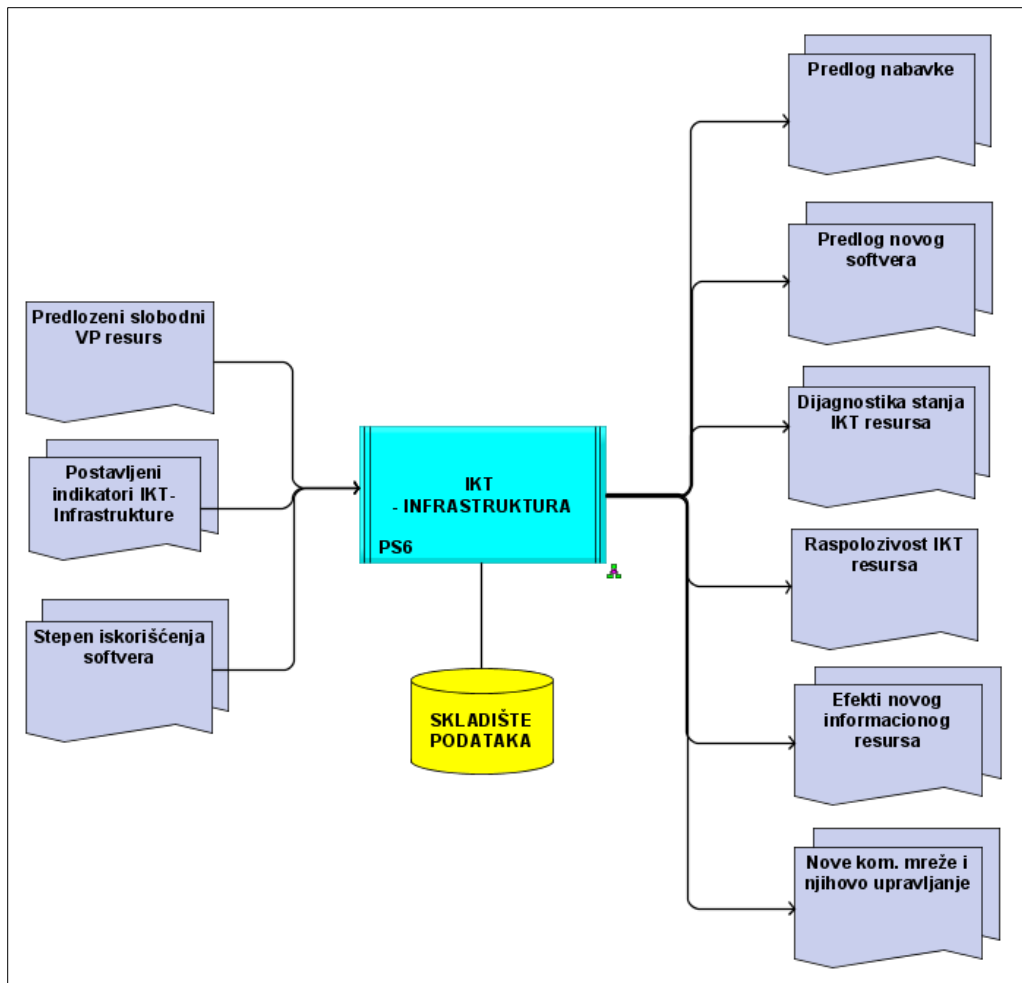 Predlog nabavke
Predlog novog
softvera
Predlozeni slobodni
VP resurs
Dijagnostika stanja
IKT resursa
Postavljeni
indikatori IKT-
Infrastrukture
IKT
- INFRASTRUKTURA
PS6
Raspolozivost IKT
resursa
Stepen iskorišćenja
softvera
SKLADIŠTE
PODATAKA
Efekti novog
informacionog
resursa
Nove kom. mreže i
njihovo upravljanje